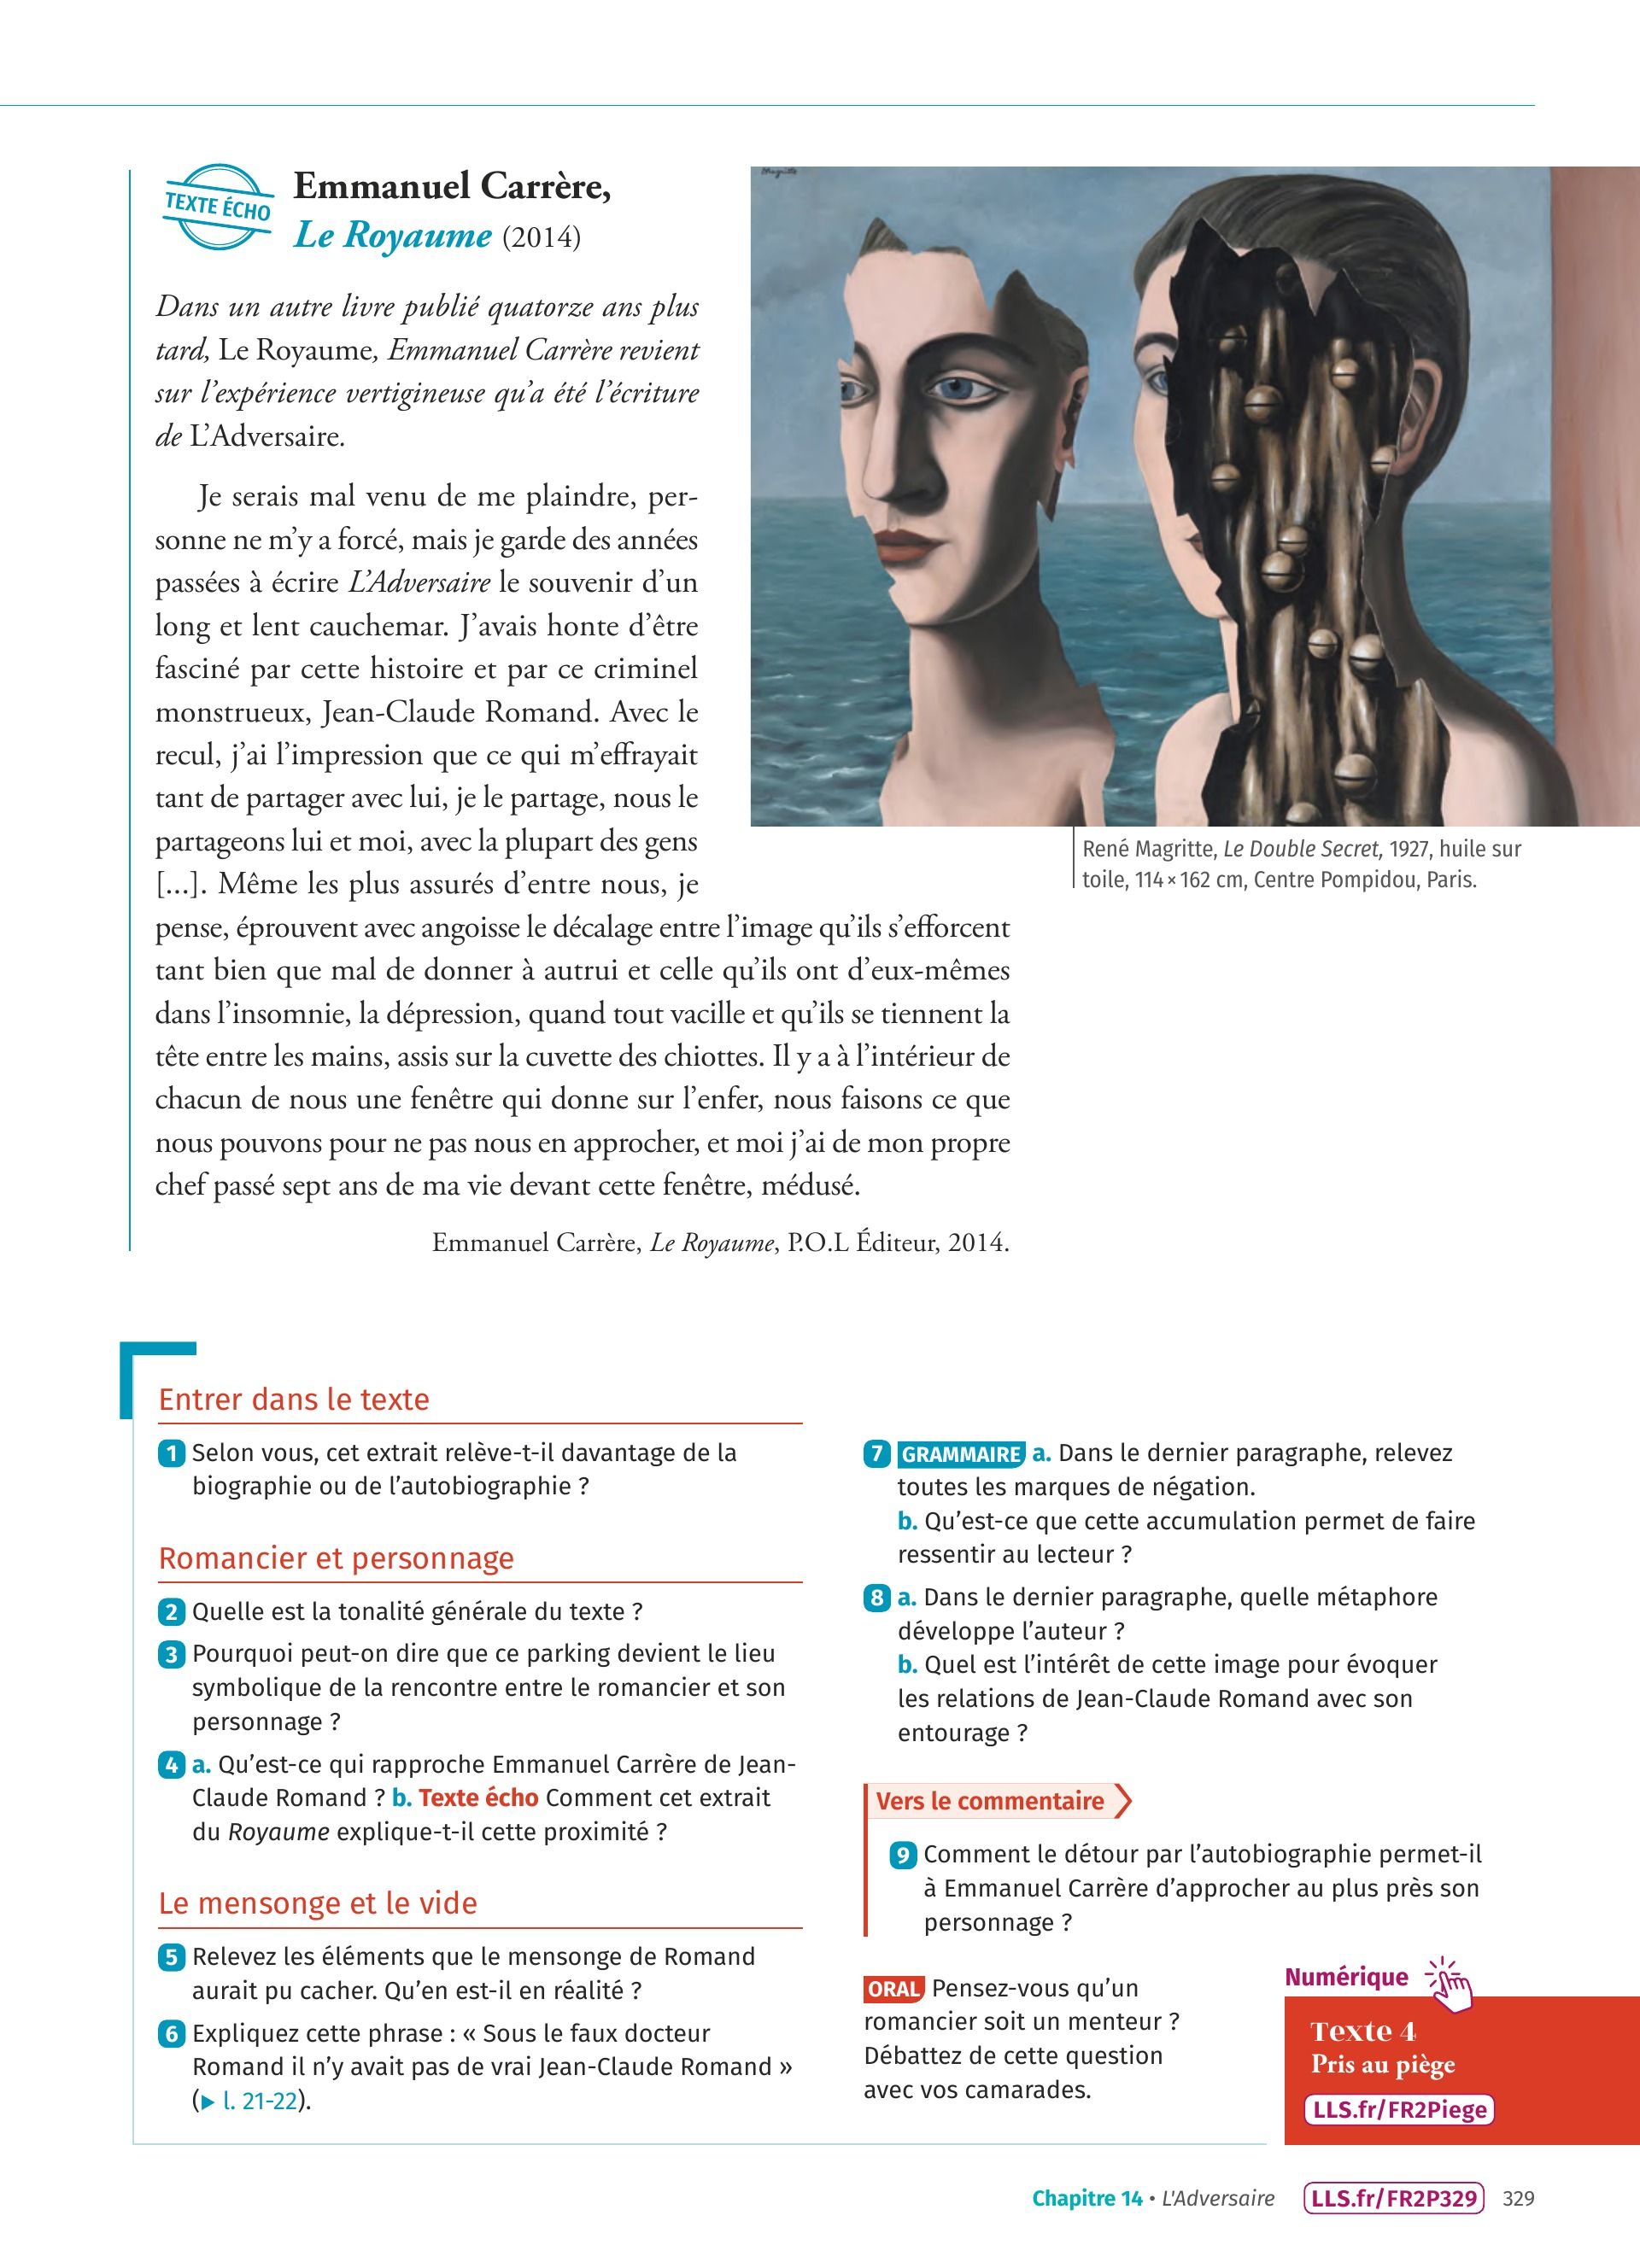 TEXTE ÉCHO
Emmanuel Carrère,
Le Royaume (2014)
Dans un autre livre publié quatorze ans plus
tard, Le Royaume, Emmanuel Carrère revient
sur l'expérience vertigineuse qu'a été l'écriture
de L'Adversaire.
Je serais mal venu de me plaindre, per-
sonne ne m'y a forcé, mais je garde des années
passées à écrire L'Adversaire le souvenir d'un
long et lent cauchemar. J'avais honte d'être
fasciné par cette histoire et par ce criminel
monstrueux, Jean-Claude Romand. Avec le
recul, j'ai l'impression que ce qui m'effrayait
tant de partager avec lui, je le partage, nous le
partageons lui et moi, avec la plupart des gens
[...]. Même les plus assurés d'entre nous, je
pense, éprouvent avec angoisse le décalage entre l'image qu'ils s'efforcent
tant bien que mal de donner à autrui et celle qu'ils ont d'eux-mêmes
dans l'insomnie, la dépression, quand tout vacille et qu'ils se tiennent la
tête entre les mains, assis sur la cuvette des chiottes. Il y a à l'intérieur de
chacun de nous une fenêtre qui donne sur l'enfer, nous faisons ce que
nous pouvons pour ne pas nous en approcher, et moi j'ai de mon propre
chef passé sept ans de ma vie devant cette fenêtre, médusé.
Emmanuel Carrère, Le Royaume, P.O.L Éditeur, 2014.
Magritte
René Magritte, Le Double Secret, 1927, huile sur
toile, 114 × 162 cm, Centre Pompidou, Paris.
Entrer dans le texte
1 Selon vous, cet extrait relève-t-il davantage de la
biographie ou de l'autobiographie ?
Romancier et personnage
2 Quelle est la tonalité générale du texte ?
3 Pourquoi peut-on dire que ce parking devient le lieu
symbolique de la rencontre entre le romancier et son
personnage ?
4 a. Qu'est-ce qui rapproche Emmanuel Carrère de Jean-
Claude Romand ? b. Texte écho Comment cet extrait
du Royaume explique-t-il cette proximité ?
Le mensonge et le vide
5 Relevez les éléments que le mensonge de Romand
aurait pu cacher. Qu'en est-il en réalité ?
6 Expliquez cette phrase : « Sous le faux docteur
Romand il n'y avait pas de vrai Jean-Claude Romand »
(▶ l. 21-22).
7 GRAMMAIRE a. Dans le dernier paragraphe, relevez
toutes les marques de négation.
b. Qu'est-ce que cette accumulation permet de faire
ressentir au lecteur ?
8 a. Dans le dernier paragraphe, quelle métaphore
développe l'auteur ?
b. Quel est l'intérêt de cette image pour évoquer
les relations de Jean-Claude Romand avec son
entourage ?
Vers le commentaire
9 Comment le détour par l'autobiographie permet-il
à Emmanuel Carrère d'approcher au plus près son
personnage ?
ORAL Pensez-vous qu'un
romancier soit un menteur ?
Débattez de cette question
avec vos camarades.
Numérique
Texte 4
Pris au piège
LLS.fr/FR2Piege
Chapitre 14 • L'Adversaire LLS.fr/FR2P329 329